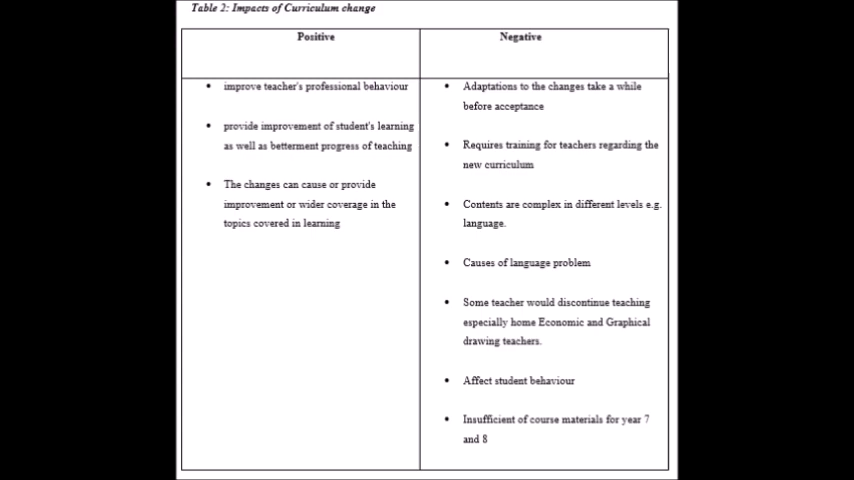 Table 2: Impacts of Curriculum change
Positive
Negative
• improve teacher's professional behaviour
• provide improvement of student's learning
as well as betterment progress of teaching
• The changes can cause or provide
improvement or wider coverage in the
topics covered in learning
• Adaptations to the changes take a while
before acceptance
• Requires training for teachers regarding the
new curriculum
• Contents are complex in different levels e.g.
language.
• Causes of language problem
• Some teacher would discontinue teaching
especially home Economic and Graphical
drawing teachers.
• Affect student behaviour
• Insufficient of course materials for year 7
and 8